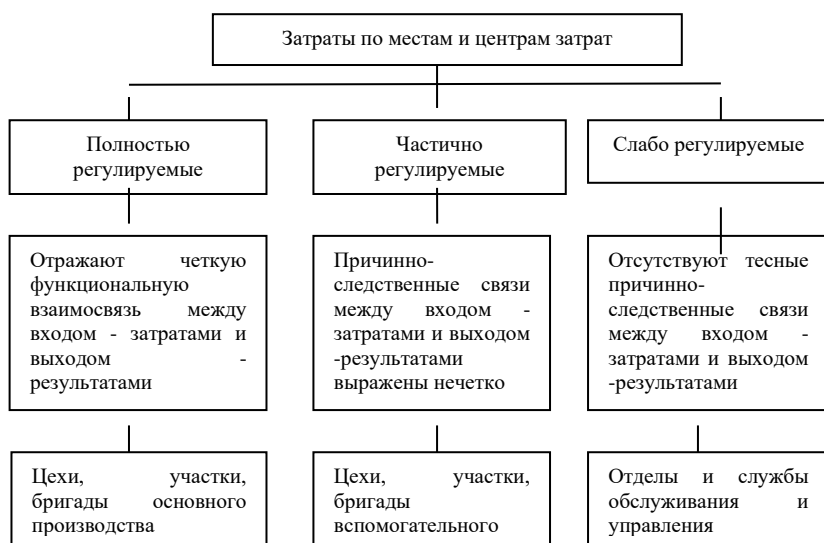 Затраты по местам и центрам затрат
Полностью
регулируемые
Частично
регулируемые
Слабо регулируемые
Отражают четкую
функциональную
взаимосвязь между
входом - затратами и
выходом -
результатами
Причинно-
следственные связи
между входом -
затратами и выходом
-результатами
выражены нечетко
Отсутствуют тесные
причинно-
следственные связи
между входом -
затратами и выходом
-результатами
Цехи, участки,
бригады основного
производства
Цехи, участки,
бригады
вспомогательного
Отделы и службы
обслуживания и
управления